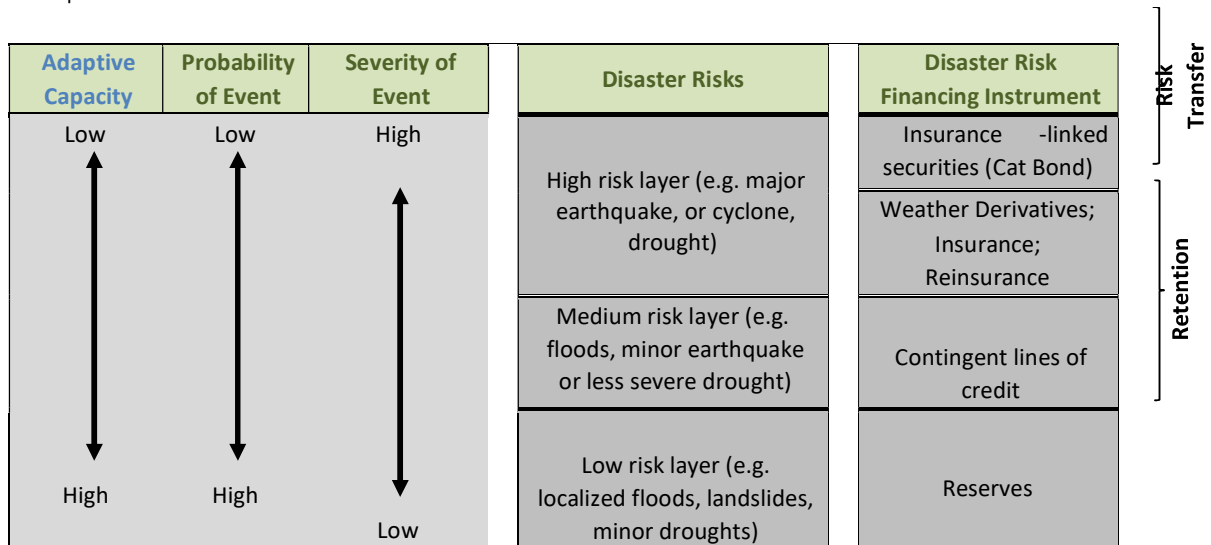 Adaptive
Capacity
Probability
of Event
Severity of
Event
Disaster Risks
Disaster Risk
Financing Instrument
Risk
Transfer
Low
Low
High
High risk layer (e.g. major
earthquake, or cyclone,
drought)
Insurance -linked
securities (Cat Bond)
Weather Derivatives;
Insurance;
Reinsurance
Retention
Medium risk layer (e.g.
floods, minor earthquake
or less severe drought)
Contingent lines of
credit
High
High
Low
Low risk layer (e.g.
localized floods, landslides,
minor droughts)
Reserves